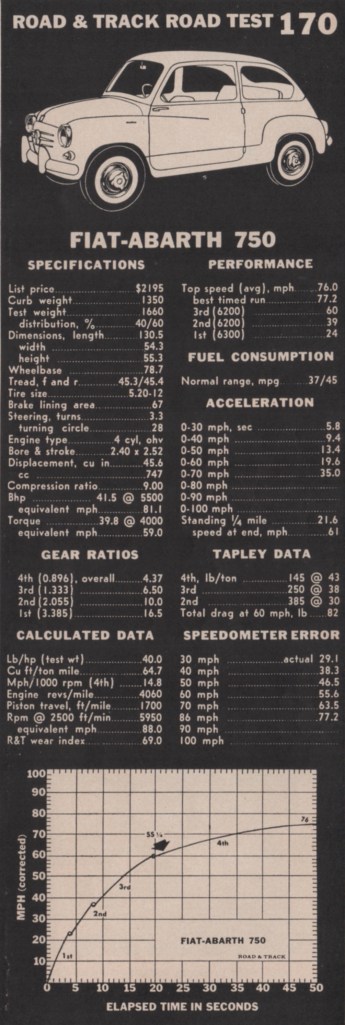 ROAD & TRACK ROAD TEST 170
FIAT-ABARTH 750
SPECIFICATIONS
List price $2195
Curb weight 1350
Test weight 1660
distribution, % 40/60
Dimensions, length 130.5
width 54.3
height 55.3
Wheelbase 78.7
Tread, f and r 45.3/45.4
Tire size 5.20-12
Brake lining area 67
Steering, turns 3.3
turning circle 28
Engine type 4 cyl, ohv
Bore & stroke 2.40 x 2.52
Displacement, cu in 45.6
cc 747
Compression ratio 9.00
Bhp 41.5 @ 5500
equivalent mph 81.1
Torque 39.8 @ 4000
equivalent mph 59.0
GEAR RATIOS
4th (0.896), overall 4.37
3rd (1.333) 6.50
2nd (2.055) 10.0
1st (3.385) 16.5
CALCULATED DATA
Lb/hp (test wt) 40.0
Cu ft/ton mile 64.7
Mph/1000 rpm (4th) 14.8
Engine revs/mile 4060
Piston travel, ft/mile 1700
Rpm @ 2500 ft/min 5950
equivalent mph 88.0
R&T wear index 69.0
PERFORMANCE
Top speed (avg), mph 76.0
best timed run 77.2
3rd (6200) 60
2nd (6200) 39
1st (6300) 24
FUEL CONSUMPTION
Normal range, mpg 37/45
ACCELERATION
0-30 mph, sec 5.8
0-40 mph 9.4
0-50 mph 13.4
0-60 mph 19.6
0-70 mph 35.0
0-80 mph
0-90 mph
0-100 mph
Standing ¼ mile 21.6
speed at end, mph 61
TAPLEY DATA
4th, lb/ton 145 @ 43
3rd 250 @ 38
2nd 385 @ 30
Total drag at 60 mph, lb 82
SPEEDOMETER ERROR
30 mph actual 29.1
40 mph 38.3
50 mph 46.5
60 mph 55.6
70 mph 63.5
86 mph 77.2
90 mph
100 mph
MPH (corrected)
100
90
80
70
60
50
40
30
20
10
1st
2nd
3rd
SS ¼
4th
76
FIAT-ABARTH 750
ROAD & TRACK
0 5 10 15 20 25 30 35 40 45 50
ELAPSED TIME IN SECONDS